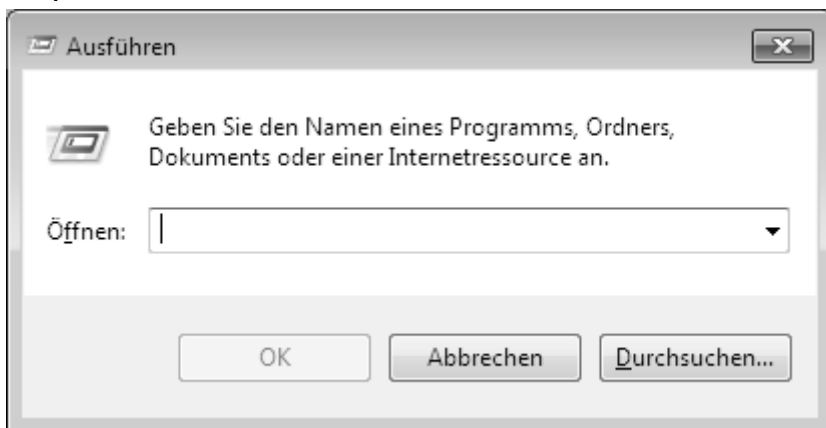 Ausführen
Geben Sie den Namen eines Programms, Ordners,
Dokuments oder einer Internetressource an.
Öffnen:
OK Abbrechen Durchsuchen...